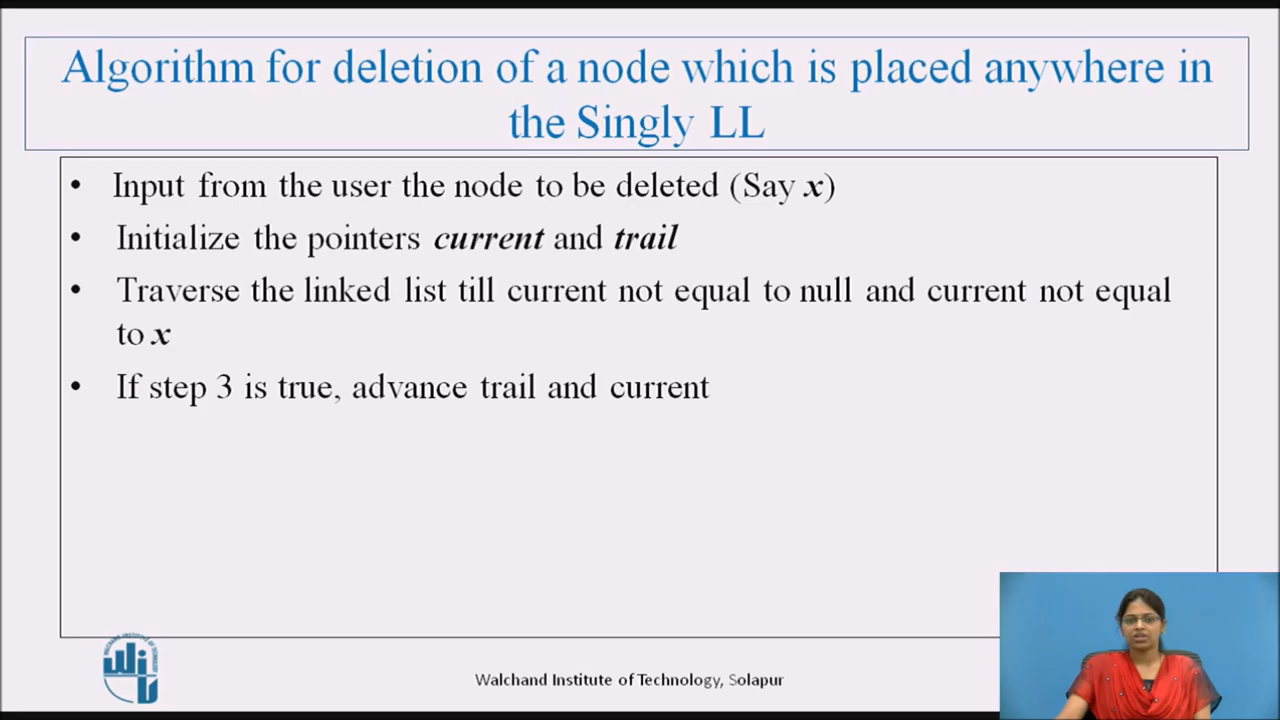 Algorithm for deletion of a node which is placed anywhere in
the Singly LL
• Input from the user the node to be deleted (Say x)
• Initialize the pointers current and trail
• Traverse the linked list till current not equal to null and current not equal
to x
• If step 3 is true, advance trail and current
Walchand Institute of Technology, Solapur